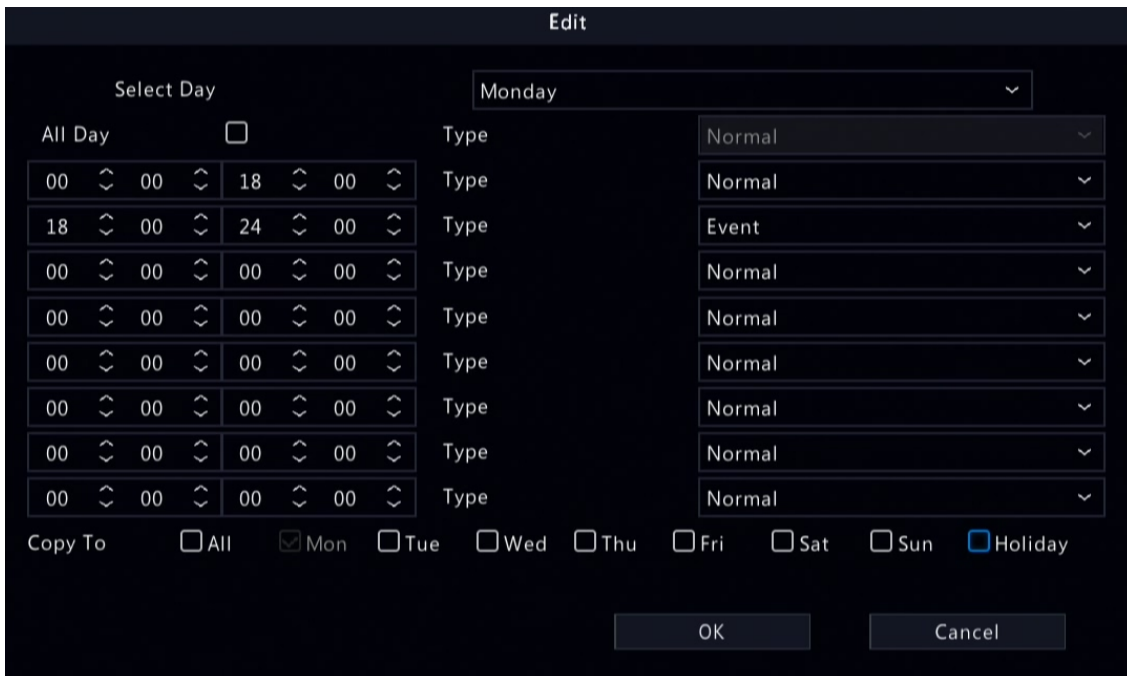 Edit
Select Day Monday
All Day Type Normal
00 00 18 00 Type Normal
18 00 24 00 Type Event
00 00 00 00 Type Normal
00 00 00 00 Type Normal
00 00 00 00 Type Normal
00 00 00 00 Type Normal
00 00 00 00 Type Normal
00 00 00 00 Type Normal
Copy To All Mon Tue Wed Thu Fri Sat Sun Holiday
OK Cancel